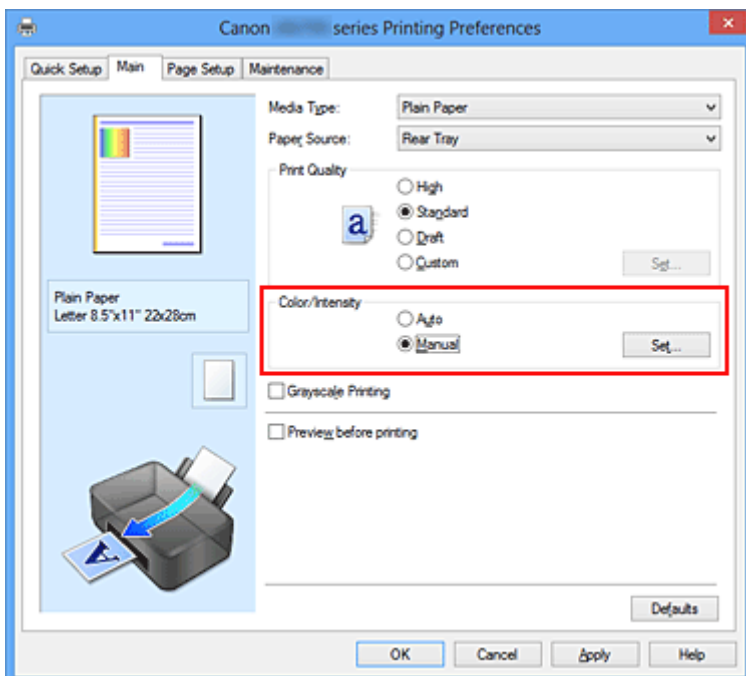 Canon series Printing Preferences
Quick Setup Main Page Setup Maintenance
Media Type: Plain Paper
Paper Source: Rear Tray
Print Quality
High
a Standard
Draft
Custom Set...
Plain Paper
Letter 8.5"x11" 22x28cm
Color/Intensity
Auto
Manual Set...
Grayscale Printing
Preview before printing
A
Defaults
OK Cancel Apply Help